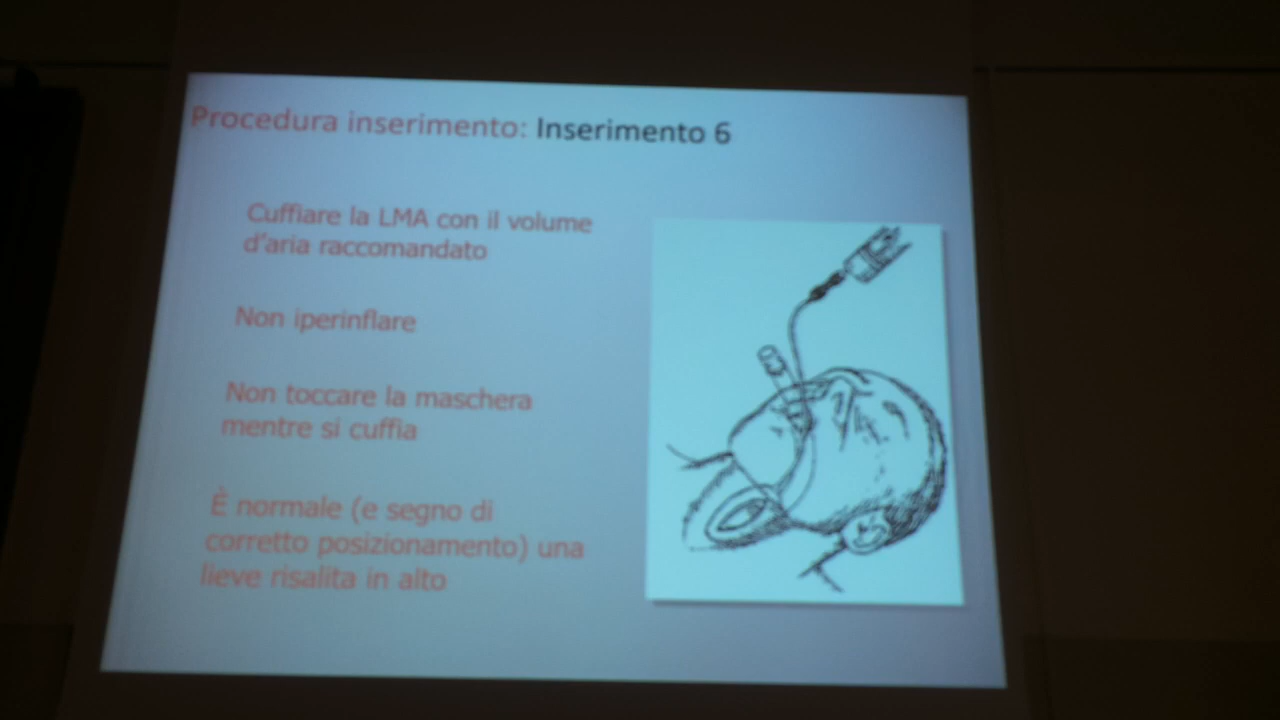 Procedura inserimento: Inserimento 6
Cuffiare la LMA con il volume
d'aria raccomandato
Non iperinflare
Non toccare la maschera
mentre si cuffia
È normale (e segno di
corretto posizionamento) una
lieve risalita in alto